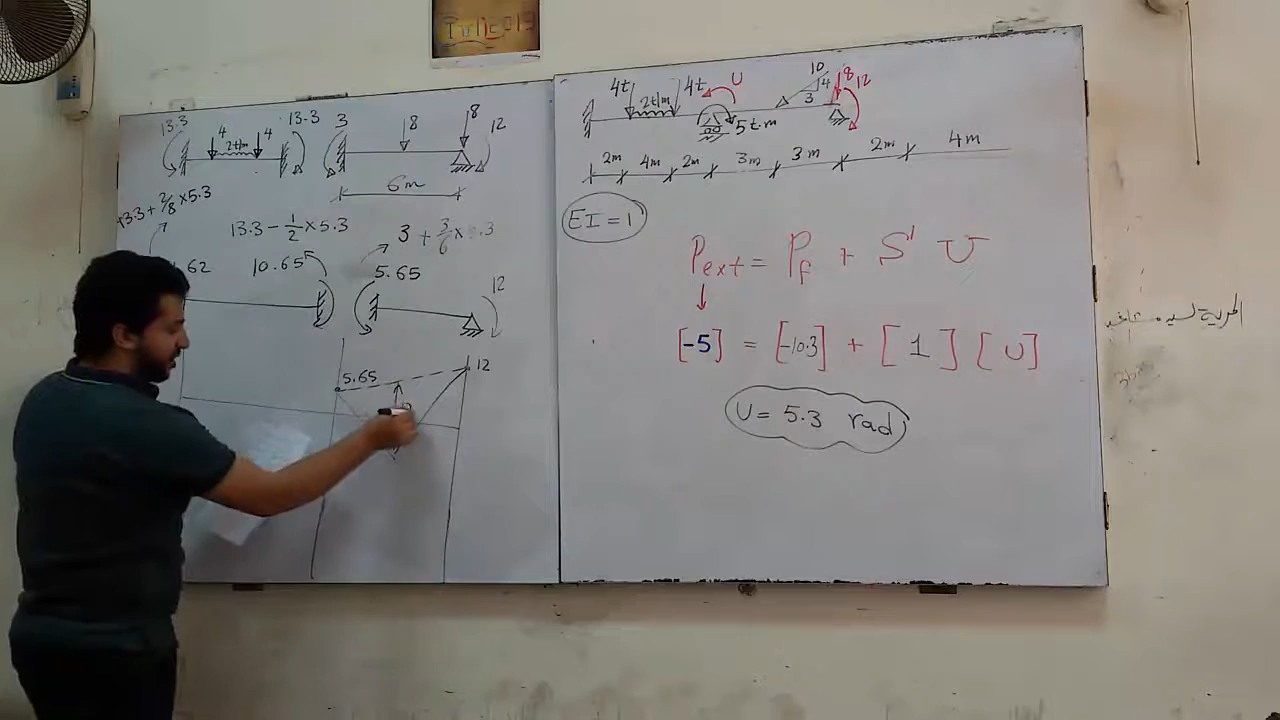 13.3
4 4
2t/m
13.3
3
8
8
12
6m
13.3 + 2/8 × 5.3
13.3 - 1/2 × 5.3
10.65
5.65
12
5.65
12
4t
4t
2t/m
U
5t.m
10
4
3
8
12
2m 4m 2m 3m 3m 2m 4m
EI = 1
Pext = Pf + S' U
[-5] = [-10.3] + [1] [U]
U = 5.3 rad